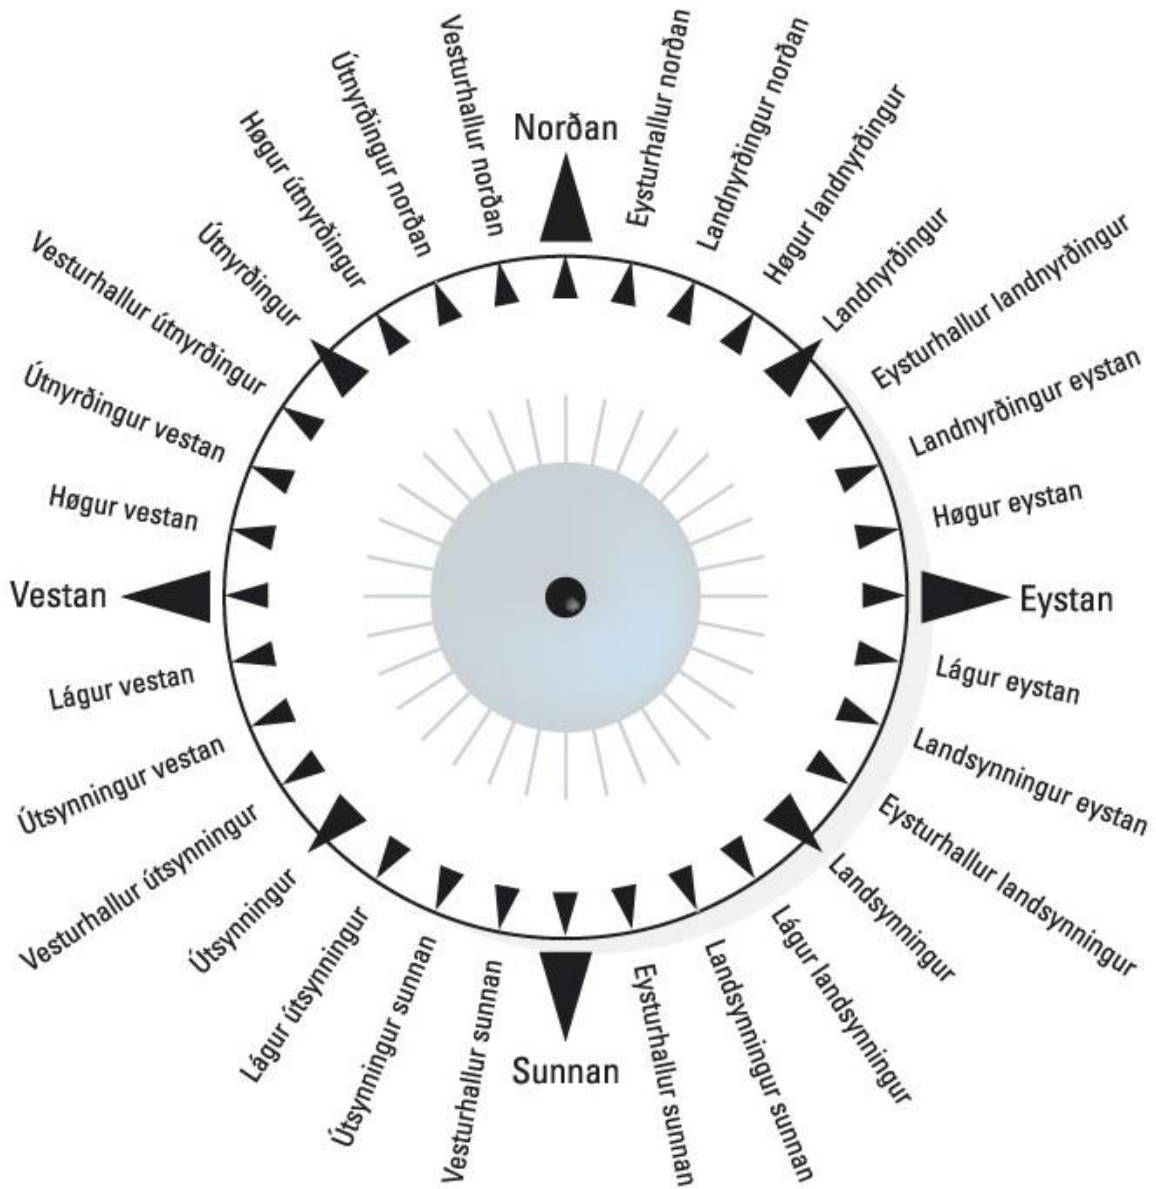 Norðan
Eysturhallur norðan
Landnyrðingur norðan
Høgur landnyrðingur
Landnyrðingur
Eysturhallur landnyrðingur
Landnyrðingur eystan
Høgur eystan
Eystan
Lágur eystan
Landsynningur eystan
Eysturhallur landsynningur
Landsynningur
Lágur landsynningur
Landsynningur sunnan
Eysturhallur sunnan
Sunnan
Vesturhallur sunnan
Útsynningur sunnan
Lágur útsynningur
Útsynningur
Vesturhallur útsynningur
Útsynningur vestan
Lágur vestan
Vestan
Høgur vestan
Útnyrðingur vestan
Vesturhallur útnyrðingur
Útnyrðingur
Høgur útnyrðingur
Útnyrðingur norðan
Vesturhallur norðan